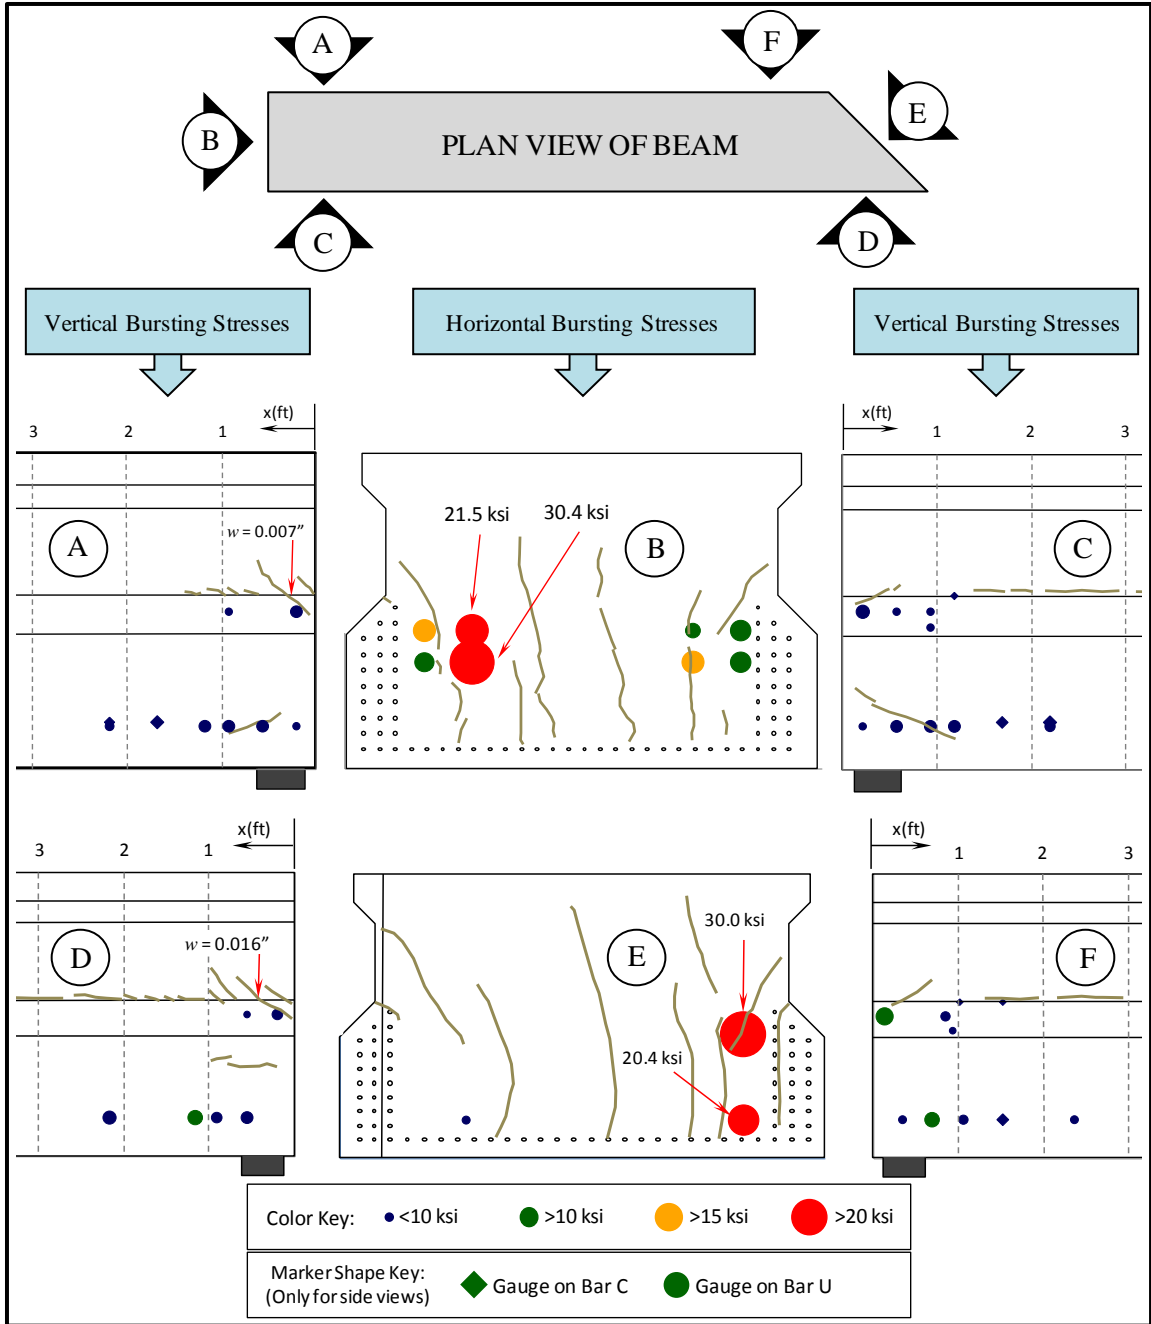 A
F
B
E
PLAN VIEW OF BEAM
C
D
Vertical Bursting Stresses
Horizontal Bursting Stresses
Vertical Bursting Stresses
x(ft)
3
2
1
A
w = 0.007"
21.5 ksi
30.4 ksi
B
x(ft)
1
2
3
C
x(ft)
3
2
1
D
w = 0.016"
E
30.0 ksi
20.4 ksi
x(ft)
1
2
3
F
Color Key: <10 ksi >10 ksi >15 ksi >20 ksi
Marker Shape Key:
(Only for side views)
Gauge on Bar C Gauge on Bar U